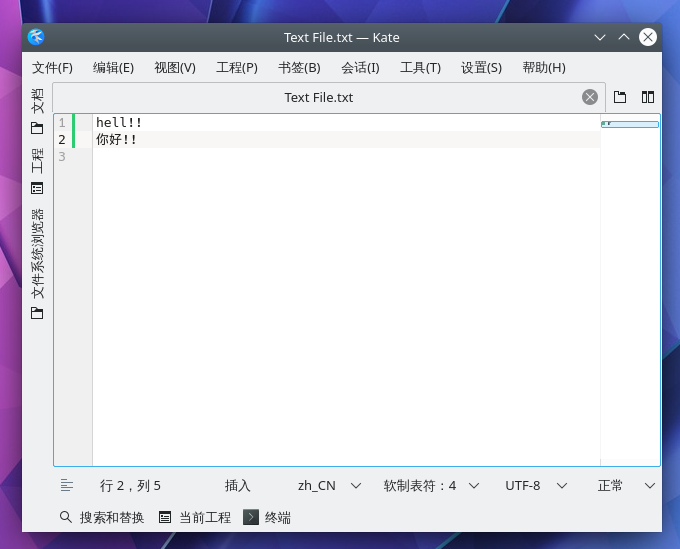 Text File.txt — Kate
文件(F) 编辑(E) 视图(V) 工程(P) 书签(B) 会话(I) 工具(T) 设置(S) 帮助(H)
Text File.txt
文档
工程
文件系统浏览器
1 hell!!
2 你好!!
3
行 2，列 5 插入 zh_CN 软制表符：4 UTF-8 正常
搜索和替换 当前工程 终端